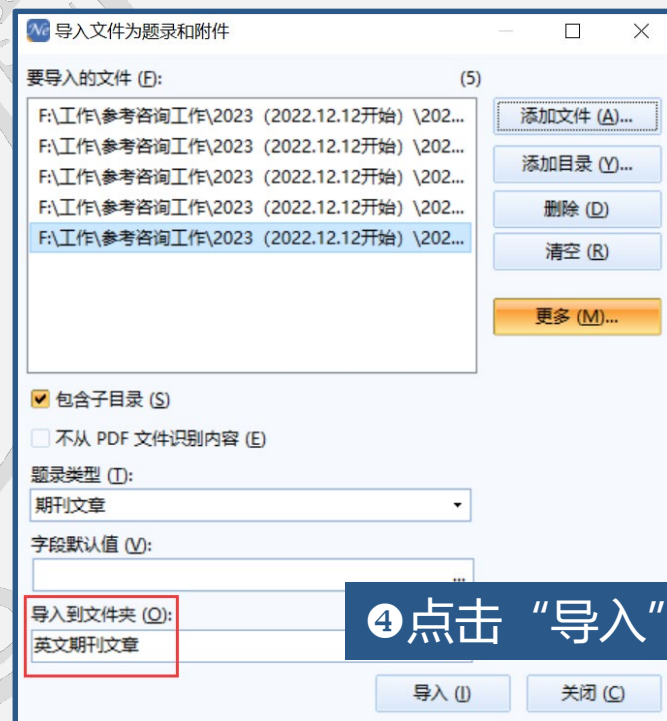 Ne 导入文件为题录和附件
要导入的文件 (F): (5)
F:\工作\参考咨询工作\2023（2022.12.12开始）\202...
F:\工作\参考咨询工作\2023（2022.12.12开始）\202...
F:\工作\参考咨询工作\2023（2022.12.12开始）\202...
F:\工作\参考咨询工作\2023（2022.12.12开始）\202...
F:\工作\参考咨询工作\2023（2022.12.12开始）\202...
添加文件 (A)...
添加目录 (Y)...
删除 (D)
清空 (R)
更多 (M)...
包含子目录 (S)
不从 PDF 文件识别内容 (E)
题录类型 (T):
期刊文章
字段默认值 (V):
...
导入到文件夹 (O):
英文期刊文章
❹点击“导入”
导入 (I)
关闭 (C)